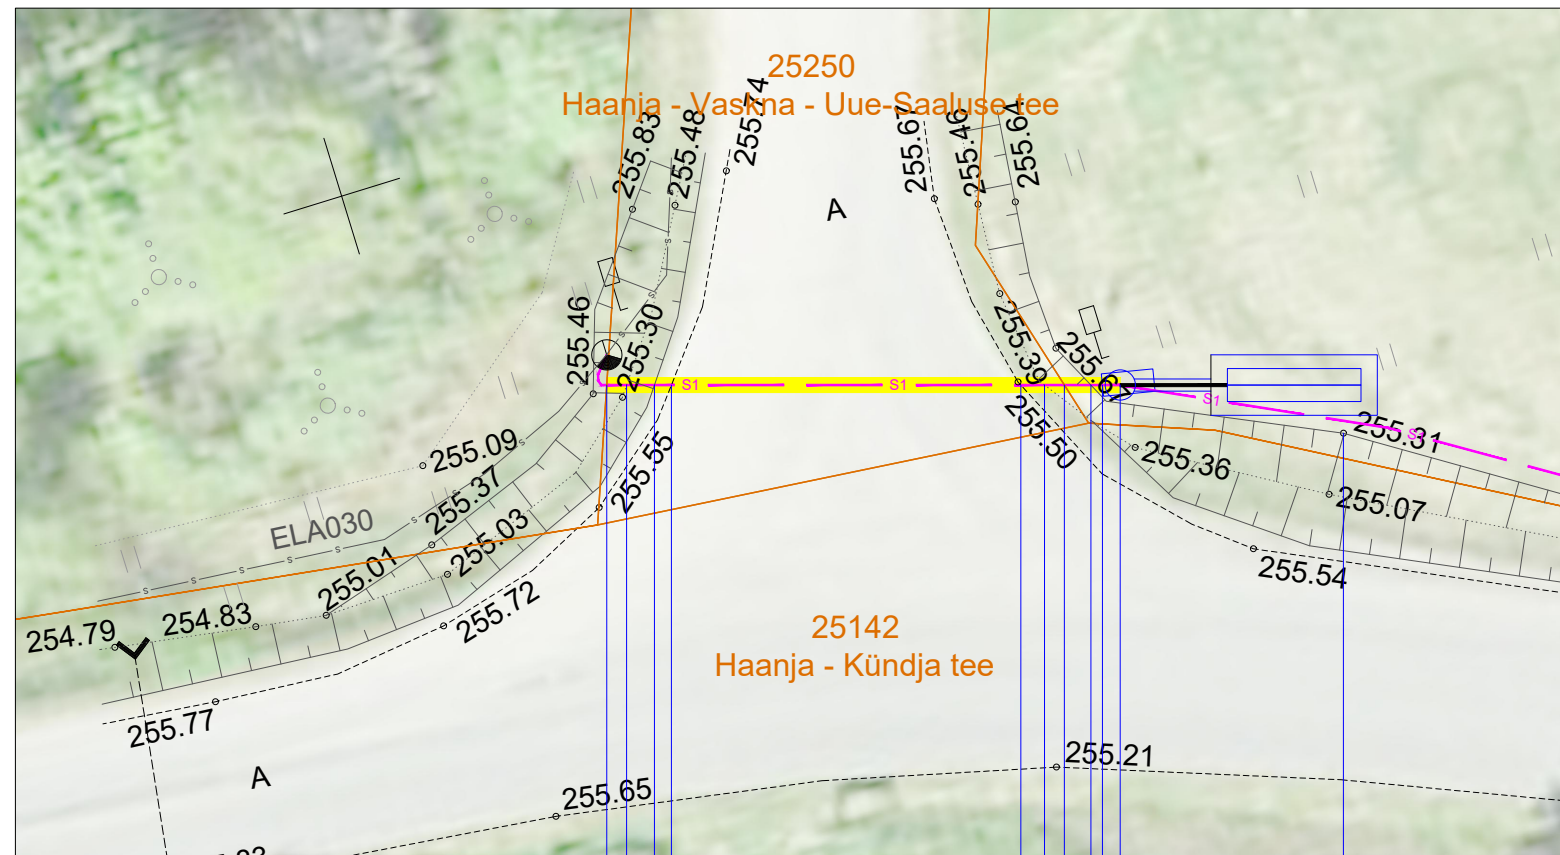 25250
Haanja - Vaskna - Uue-Saaluse tee
255.83
255.48
255.74
255.67
255.46
255.64
A
255.46
255.30
255.39
255.67
S1
S1
S1
S1
255.31
255.50
255.36
255.07
255.09
255.37
255.55
ELA030
255.03
255.01
255.54
254.83
254.79
255.72
25142
Haanja - Kündja tee
255.77
A
255.21
255.65
s
s
s
s
s
s
s
s